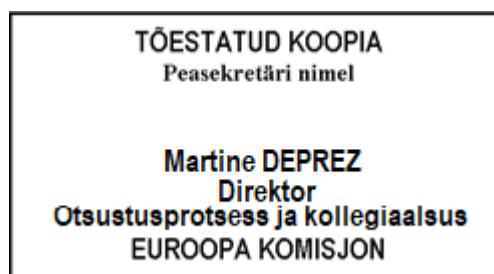 TÕESTATUD KOOPIA
Peasekretäri nimel
Martine DEPREZ
Direktor
Otsustusprotsess ja kollegiaalsus
EUROOPA KOMISJON